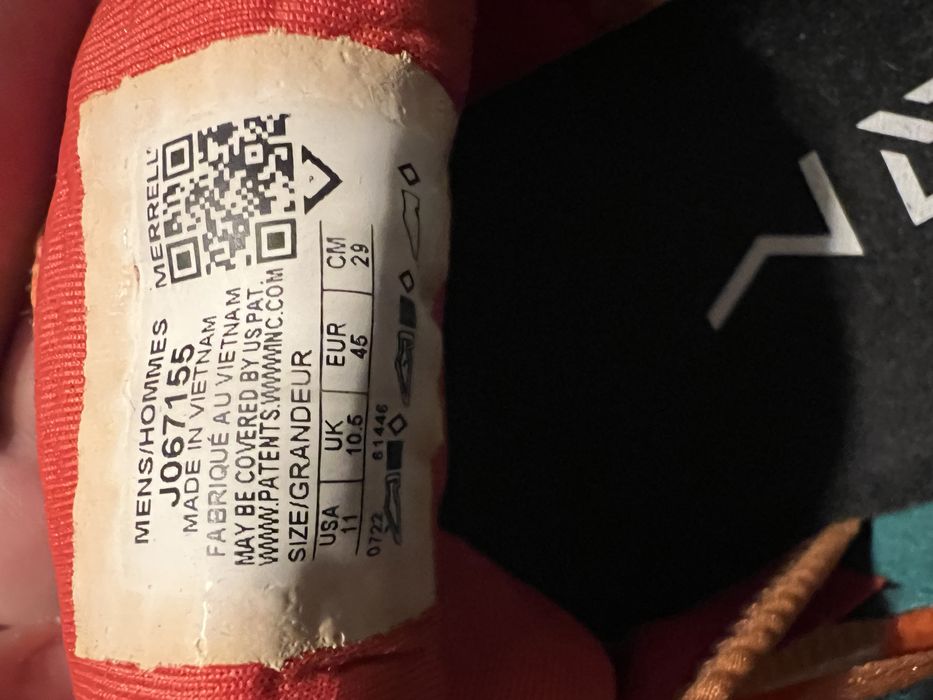 MERRELL
MENS/HOMMES
J067155
MADE IN VIETNAM
FABRIQUÉ AU VIETNAM
MAY BE COVERED BY US PAT.
WWW.PATENTS.WWWINC.COM
SIZE/GRANDEUR
USA UK EUR CM
11 10.5 45 29
0722 61446